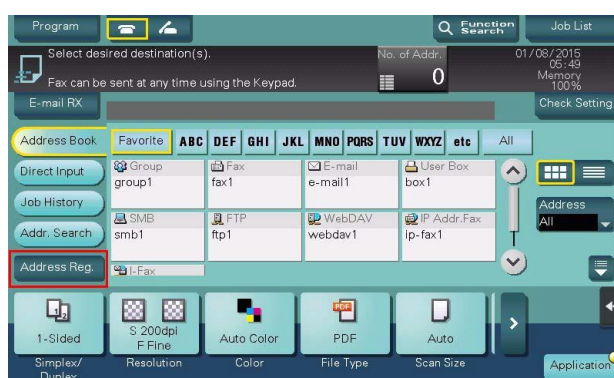 Program
Function
Search
Job List
Select desired destination(s).
Fax can be sent at any time using the Keypad.
No. of Addr.
0
01/08/2015
05:49
Memory
100%
E-mail RX
Check Setting
Address Book
Favorite ABC DEF GHI JKL MNO PQRS TUV WXYZ etc All
Direct Input
Job History
Addr. Search
Address Reg.
Group
group1
Fax
fax1
E-mail
e-mail1
User Box
box1
SMB
smb1
FTP
ftp1
WebDAV
webdav1
IP Addr.Fax
ip-fax1
I-Fax
Address
All
1-Sided
Simplex/
Duplex
S 200dpi
F Fine
Resolution
Auto Color
Color
PDF
PDF
File Type
Auto
Scan Size
Application